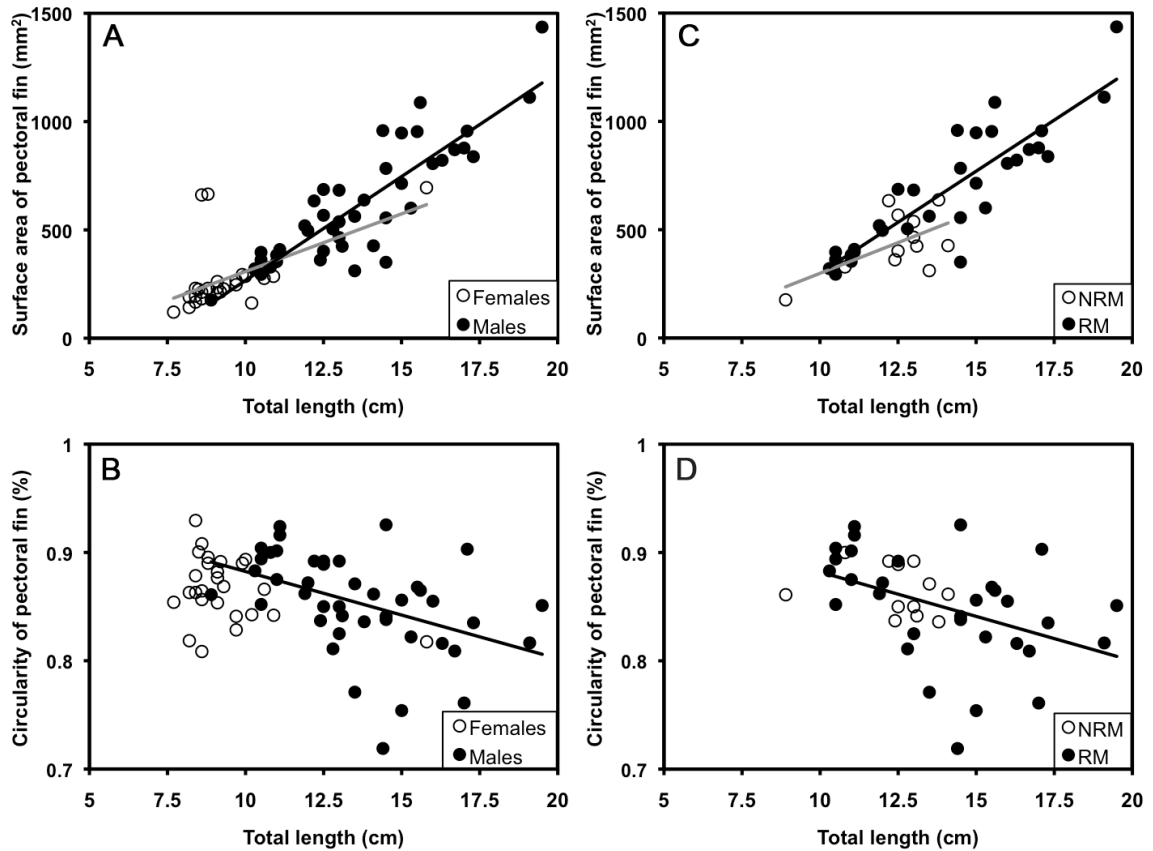 A
Surface area of pectoral fin (mm²)
1500
1000
500
0
5 7.5 10 12.5 15 17.5 20
Total length (cm)
Females
Males
C
Surface area of pectoral fin (mm²)
1500
1000
500
0
5 7.5 10 12.5 15 17.5 20
Total length (cm)
NRM
RM
B
Circularity of pectoral fin (%)
1
0.9
0.8
0.7
5 7.5 10 12.5 15 17.5 20
Total length (cm)
Females
Males
D
Circularity of pectoral fin (%)
1
0.9
0.8
0.7
5 7.5 10 12.5 15 17.5 20
Total length (cm)
NRM
RM